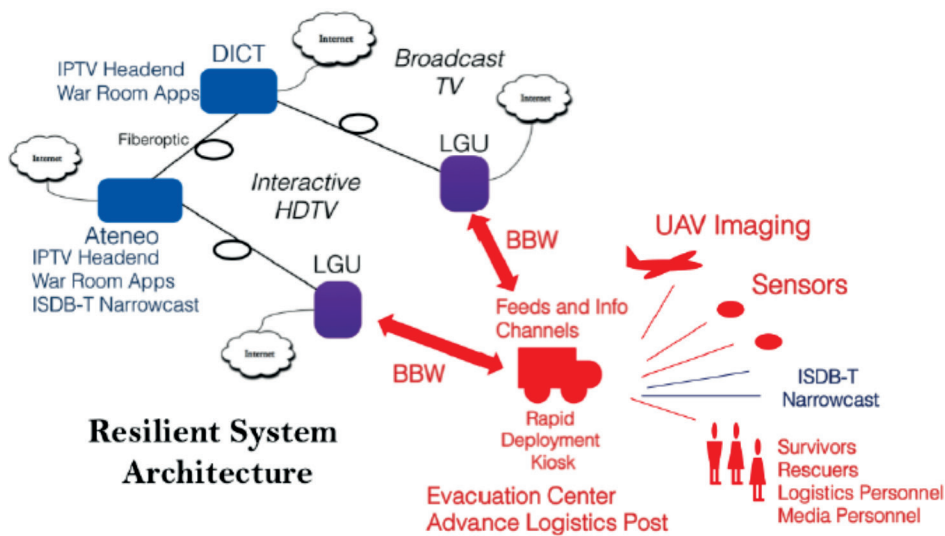 Internet
DICT
IPTV Headend
War Room Apps
Broadcast
TV
Internet
Fiberoptic
LGU
Internet
Interactive
HDTV
Ateneo
IPTV Headend
War Room Apps
ISDB-T Narrowcast
LGU
Internet
BBW
UAV Imaging
Sensors
Feeds and Info
Channels
BBW
ISDB-T
Narrowcast
Rapid
Deployment
Kiosk
Resilient System
Architecture
Survivors
Rescuers
Logistics Personnel
Media Personnel
Evacuation Center
Advance Logistics Post